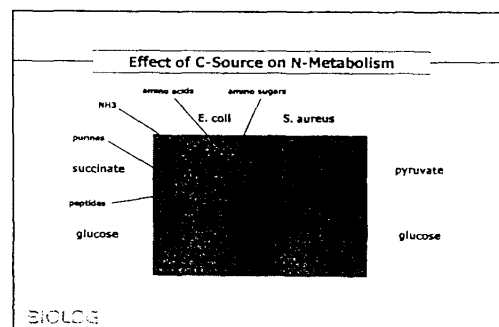 Effect of C-Source on N-Metabolism
amino acids amino sugars
NH3 E. coli S. aureus
purines
succinate pyruvate
peptides
glucose glucose
BIOLOG